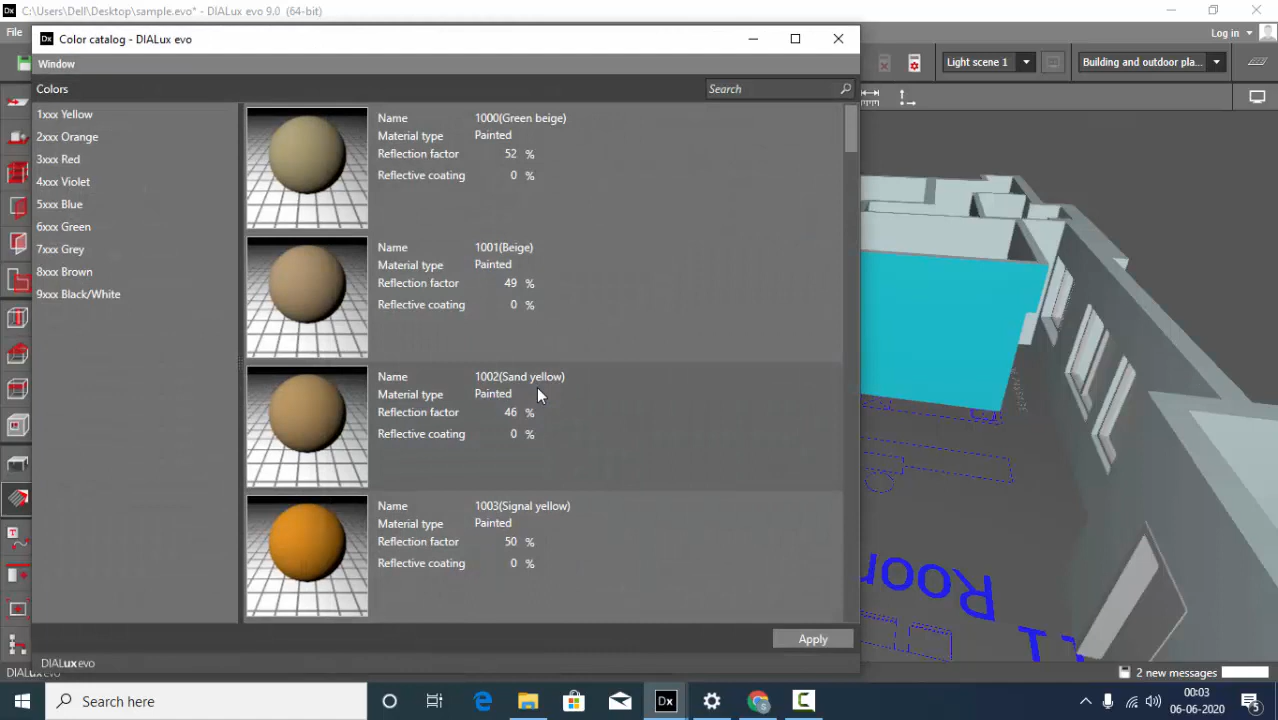 Dx C:\Users\Dell\Desktop\sample.evo* - DIALux evo 9.0 (64-bit)
Dx Color catalog - DIALux evo
File
Log in
Window
Light scene 1
Building and outdoor pla...
Colors
Search
1xxx Yellow
2xxx Orange
3xxx Red
4xxx Violet
5xxx Blue
6xxx Green
7xxx Grey
8xxx Brown
9xxx Black/White
Name 1000(Green beige)
Material type Painted
Reflection factor 52 %
Reflective coating 0 %
Name 1001(Beige)
Material type Painted
Reflection factor 49 %
Reflective coating 0 %
Name 1002(Sand yellow)
Material type Painted
Reflection factor 46 %
Reflective coating 0 %
Name 1003(Signal yellow)
Material type Painted
Reflection factor 50 %
Reflective coating 0 %
Room
Apply
DIALux evo
DIALux evo
2 new messages
Search here
Dx
00:03
06-06-2020
5